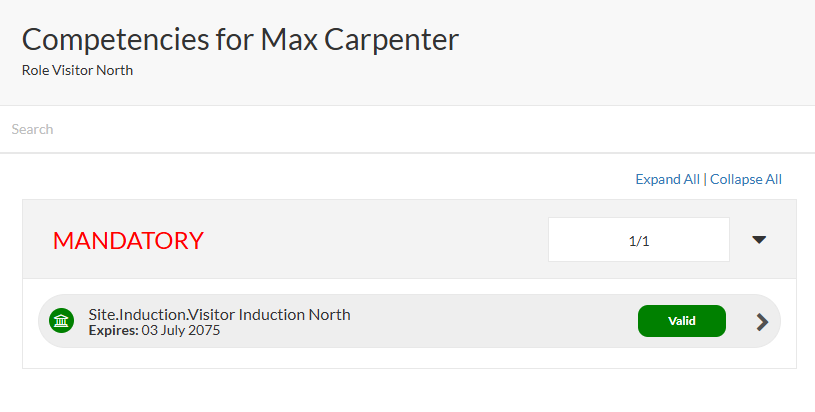 Competencies for Max Carpenter
Role Visitor North
Search
Expand All | Collapse All
MANDATORY
1/1
Site.Induction.Visitor Induction North
Expires: 03 July 2075
Valid